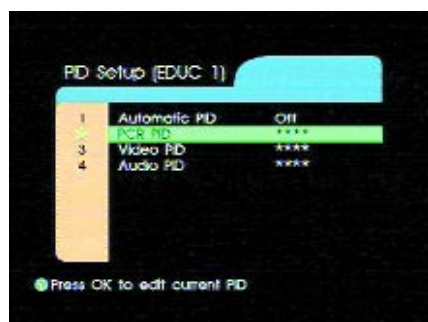 PID Setup (EDUC 1)
1 Automatic PID Off
PCR PID ****
3 Video PID ****
4 Audio PID ****
Press OK to edit current PID